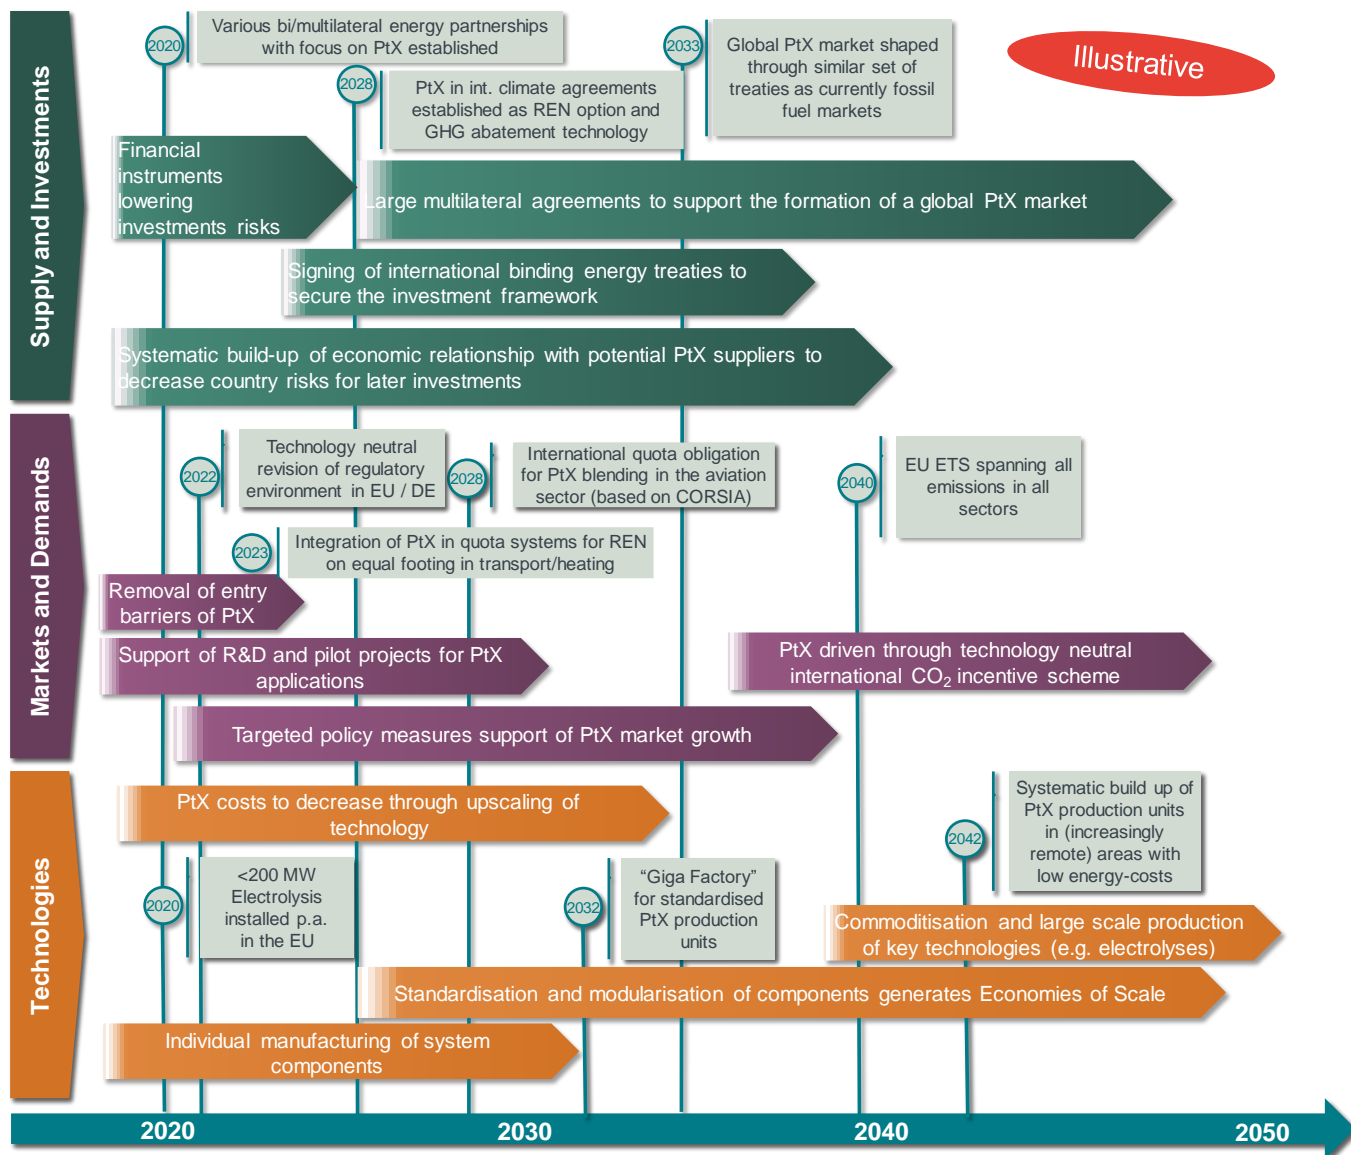 Illustrative
Supply and Investments
2020
Various bi/multilateral energy partnerships
with focus on PtX established
2028
PtX in int. climate agreements
established as REN option and
GHG abatement technology
2033
Global PtX market shaped
through similar set of
treaties as currently fossil
fuel markets
Financial
instruments
lowering
investments risks
Large multilateral agreements to support the formation of a global PtX market
Signing of international binding energy treaties to
secure the investment framework
Systematic build-up of economic relationship with potential PtX suppliers to
decrease country risks for later investments
Markets and Demands
2022
Technology neutral
revision of regulatory
environment in EU / DE
2028
International quota obligation
for PtX blending in the aviation
sector (based on CORSIA)
2040
EU ETS spanning all
emissions in all
sectors
2023
Integration of PtX in quota systems for REN
on equal footing in transport/heating
Removal of entry
barriers of PtX
Support of R&D and pilot projects for PtX
applications
PtX driven through technology neutral
international CO₂ incentive scheme
Targeted policy measures support of PtX market growth
Technologies
PtX costs to decrease through upscaling of
technology
2042
Systematic build up of
PtX production units
in (increasingly
remote) areas with
low energy-costs
2020
<200 MW
Electrolysis
installed p.a.
in the EU
2032
“Giga Factory”
for standardised
PtX production
units
Commoditisation and large scale production
of key technologies (e.g. electrolyses)
Standardisation and modularisation of components generates Economies of Scale
Individual manufacturing of system
components
2020
2030
2040
2050